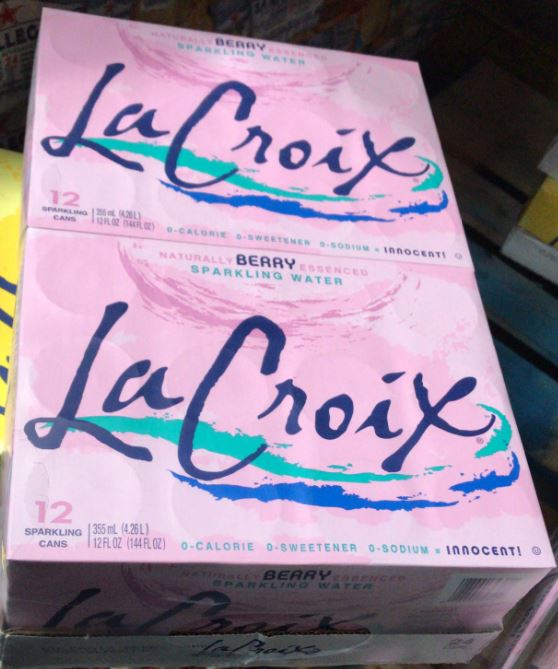 NATURALLY BERRY ESSENCED
SPARKLING WATER
LaCroix
12
SPARKLING
CANS
355 mL (4.26 L)
12 FL OZ (144 FL OZ)
0-CALORIE 0-SWEETENER 0-SODIUM = INNOCENT!
NATURALLY BERRY ESSENCED
SPARKLING WATER
LaCroix
®
12
SPARKLING
CANS
355 mL (4.26 L)
12 FL OZ (144 FL OZ)
0-CALORIE 0-SWEETENER 0-SODIUM = INNOCENT!
NATURALLY BERRY ESSENCED
SPARKLING WATER
LaCroix
LaCroix
24